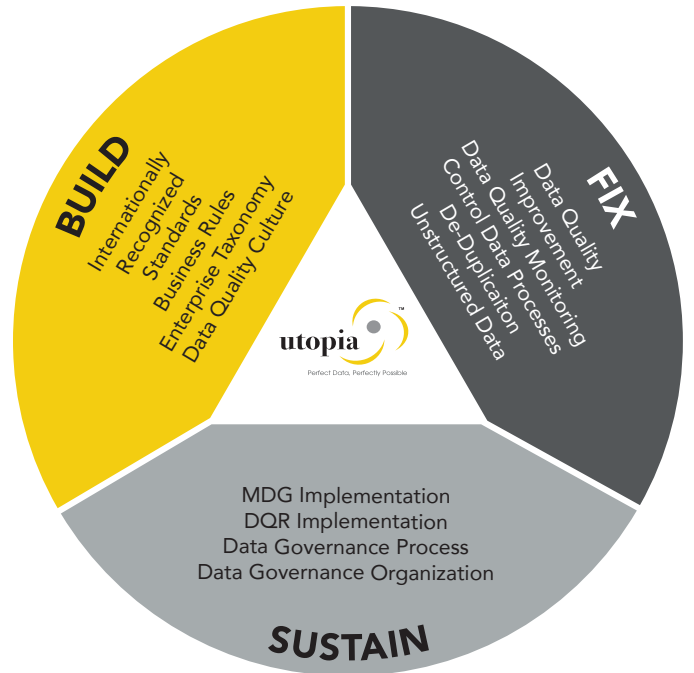 BUILD
Internationally
Recognized
Standards
Business Rules
Enterprise Taxonomy
Data Quality Culture
FIX
Data Quality
Improvement
Data Quality Monitoring
Control Data Processes
De-Duplicaiton
Unstructured Data
utopia ™
Perfect Data, Perfectly Possible
MDG Implementation
DQR Implementation
Data Governance Process
Data Governance Organization
SUSTAIN